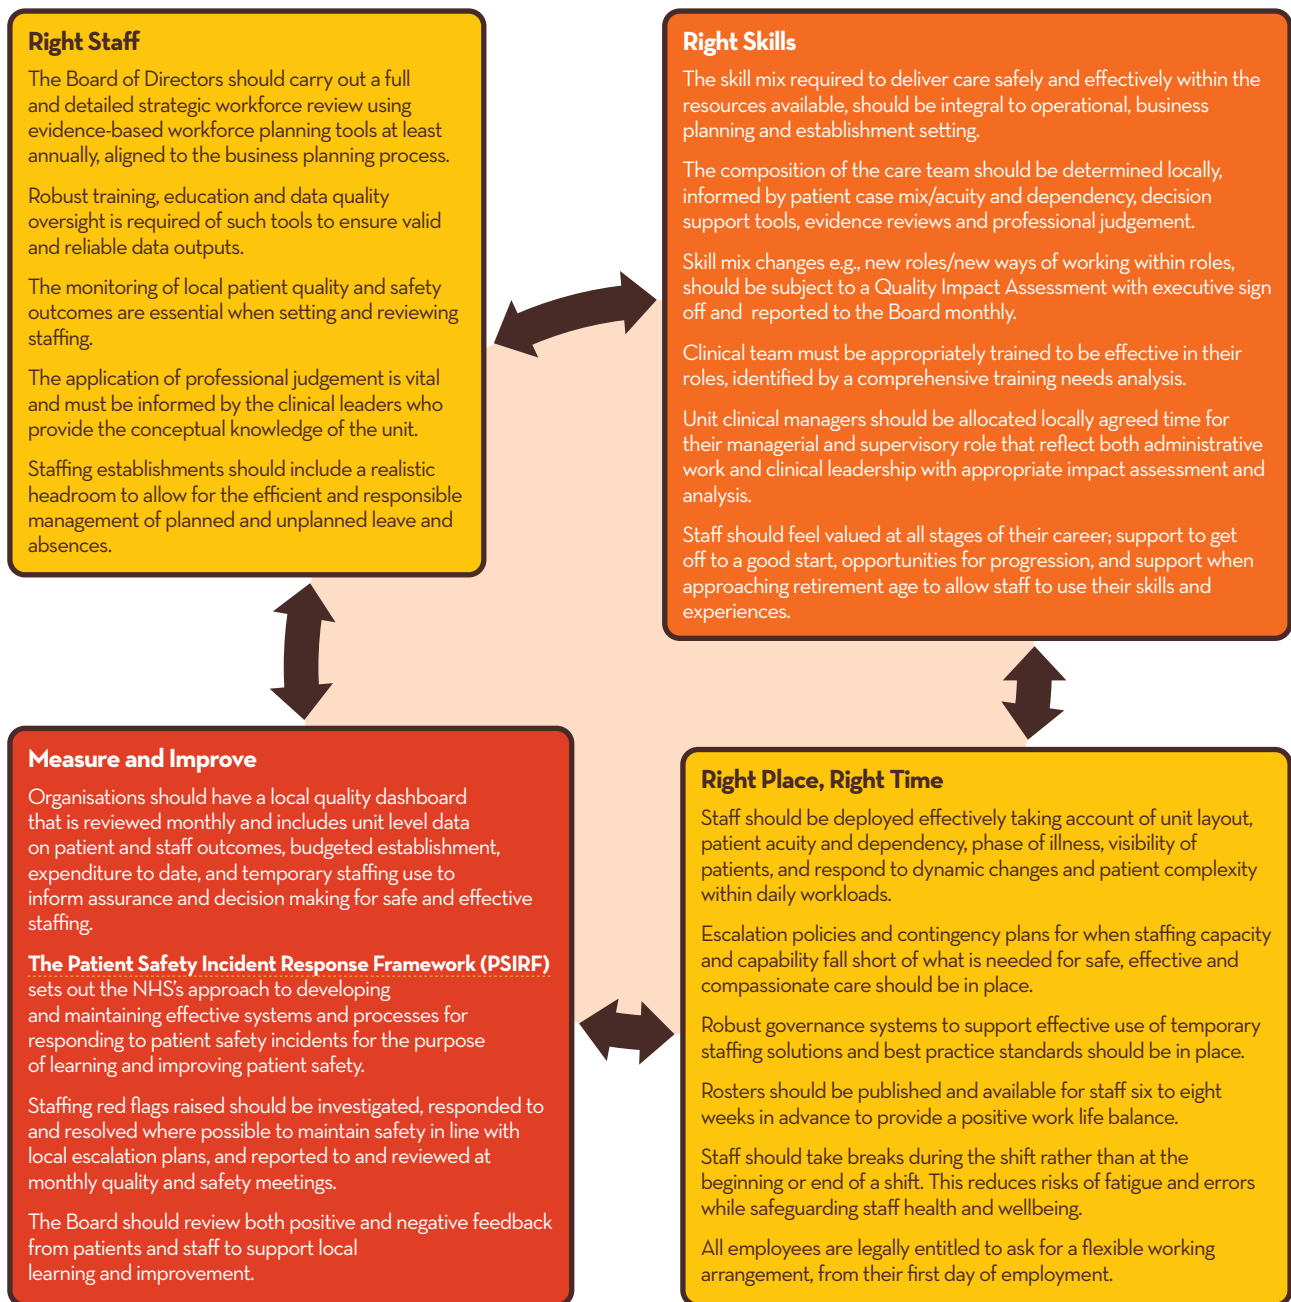 Right Staff
The Board of Directors should carry out a full
and detailed strategic workforce review using
evidence-based workforce planning tools at least
annually, aligned to the business planning process.
Robust training, education and data quality
oversight is required of such tools to ensure valid
and reliable data outputs.
The monitoring of local patient quality and safety
outcomes are essential when setting and reviewing
staffing.
The application of professional judgement is vital
and must be informed by the clinical leaders who
provide the conceptual knowledge of the unit.
Staffing establishments should include a realistic
headroom to allow for the efficient and responsible
management of planned and unplanned leave and
absences.
Right Skills
The skill mix required to deliver care safely and effectively within the
resources available, should be integral to operational, business
planning and establishment setting.
The composition of the care team should be determined locally,
informed by patient case mix/acuity and dependency, decision
support tools, evidence reviews and professional judgement.
Skill mix changes e.g., new roles/new ways of working within roles,
should be subject to a Quality Impact Assessment with executive sign
off and reported to the Board monthly.
Clinical team must be appropriately trained to be effective in their
roles, identified by a comprehensive training needs analysis.
Unit clinical managers should be allocated locally agreed time for
their managerial and supervisory role that reflect both administrative
work and clinical leadership with appropriate impact assessment and
analysis.
Staff should feel valued at all stages of their career; support to get
off to a good start, opportunities for progression, and support when
approaching retirement age to allow staff to use their skills and
experiences.
Measure and Improve
Organisations should have a local quality dashboard
that is reviewed monthly and includes unit level data
on patient and staff outcomes, budgeted establishment,
expenditure to date, and temporary staffing use to
inform assurance and decision making for safe and effective
staffing.
The Patient Safety Incident Response Framework (PSIRF)
sets out the NHS's approach to developing
and maintaining effective systems and processes for
responding to patient safety incidents for the purpose
of learning and improving patient safety.
Staffing red flags raised should be investigated, responded to
and resolved where possible to maintain safety in line with
local escalation plans, and reported to and reviewed at
monthly quality and safety meetings.
The Board should review both positive and negative feedback
from patients and staff to support local
learning and improvement.
Right Place, Right Time
Staff should be deployed effectively taking account of unit layout,
patient acuity and dependency, phase of illness, visibility of
patients, and respond to dynamic changes and patient complexity
within daily workloads.
Escalation policies and contingency plans for when staffing capacity
and capability fall short of what is needed for safe, effective and
compassionate care should be in place.
Robust governance systems to support effective use of temporary
staffing solutions and best practice standards should be in place.
Rosters should be published and available for staff six to eight
weeks in advance to provide a positive work life balance.
Staff should take breaks during the shift rather than at the
beginning or end of a shift. This reduces risks of fatigue and errors
while safeguarding staff health and wellbeing.
All employees are legally entitled to ask for a flexible working
arrangement, from their first day of employment.